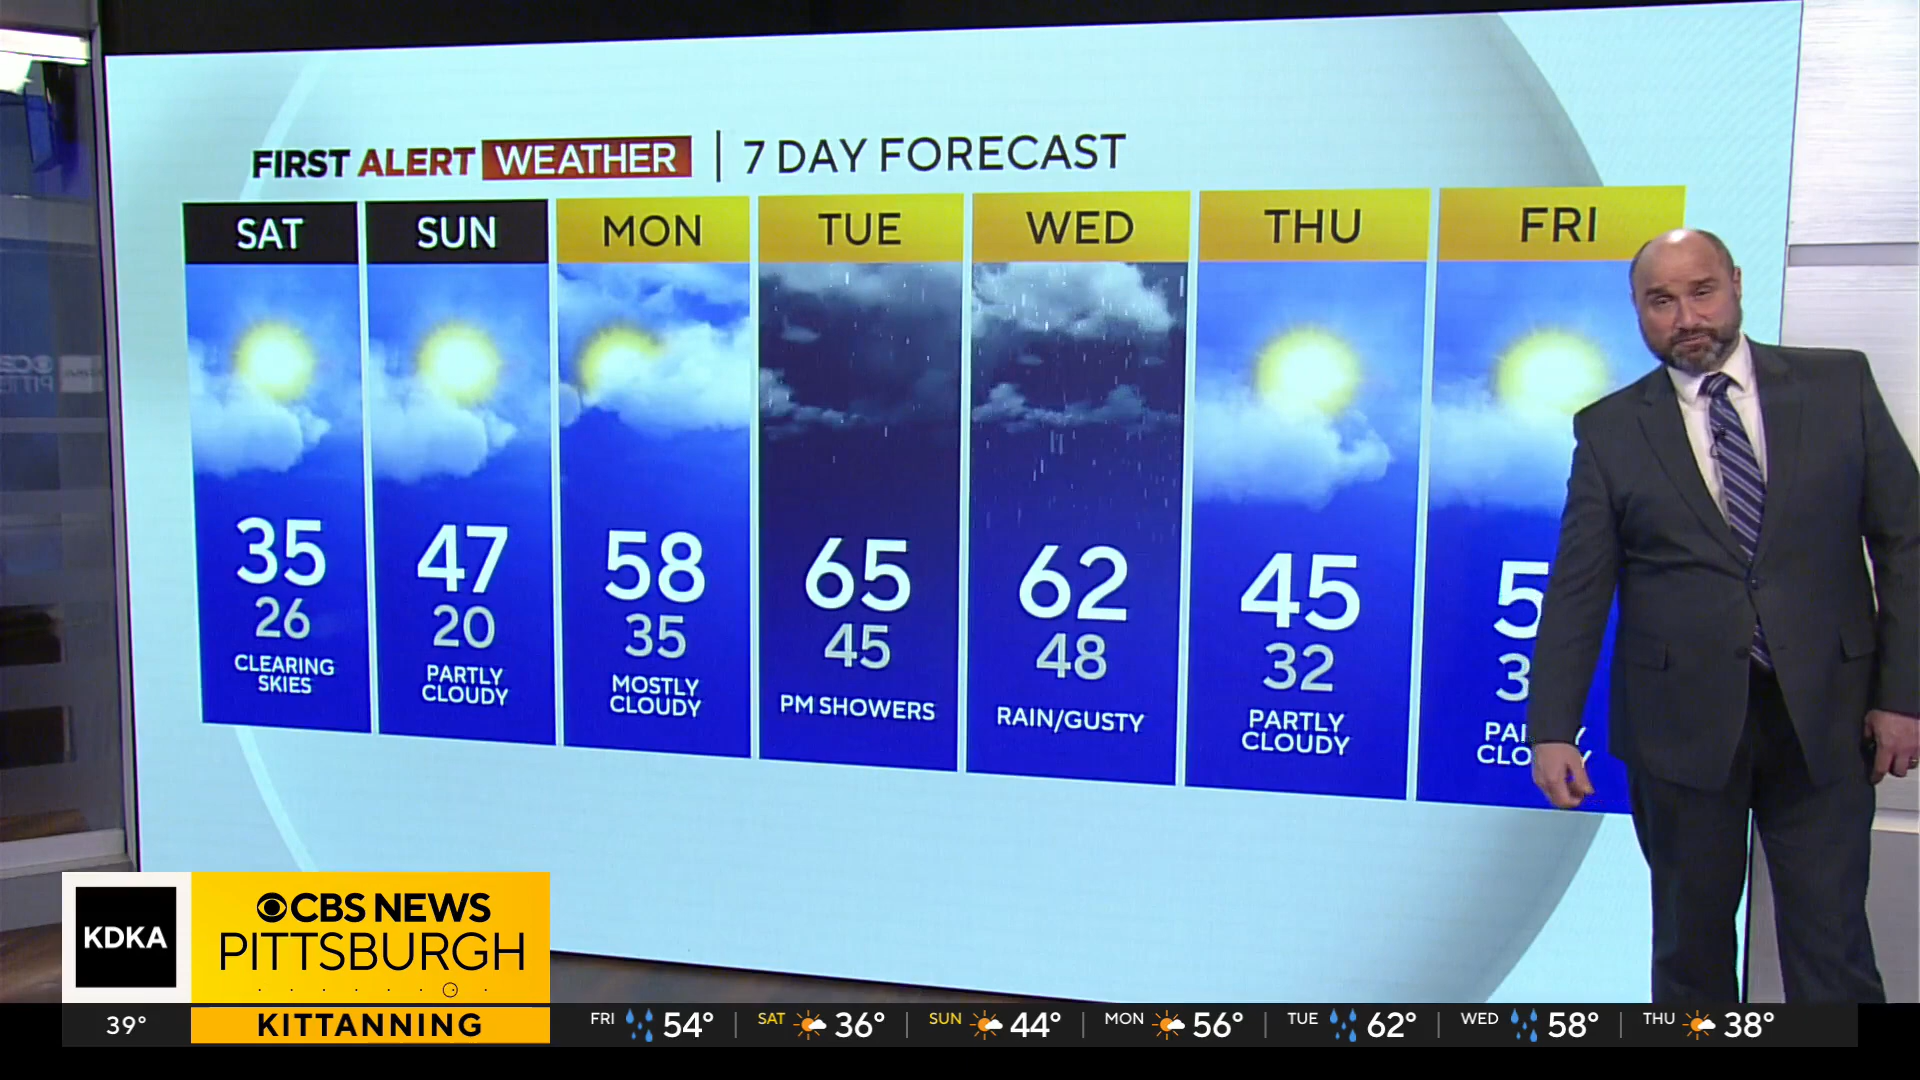 FIRST ALERT WEATHER | 7 DAY FORECAST
SAT
35
26
CLEARING
SKIES
SUN
47
20
PARTLY
CLOUDY
MON
58
35
MOSTLY
CLOUDY
TUE
65
45
PM SHOWERS
WED
62
48
RAIN/GUSTY
THU
45
32
PARTLY
CLOUDY
FRI
KDKA
CBS NEWS
PITTSBURGH
KITTANNING
39°
FRI 54° | SAT 36° | SUN 44° | MON 56° | TUE 62° | WED 58° | THU 38°